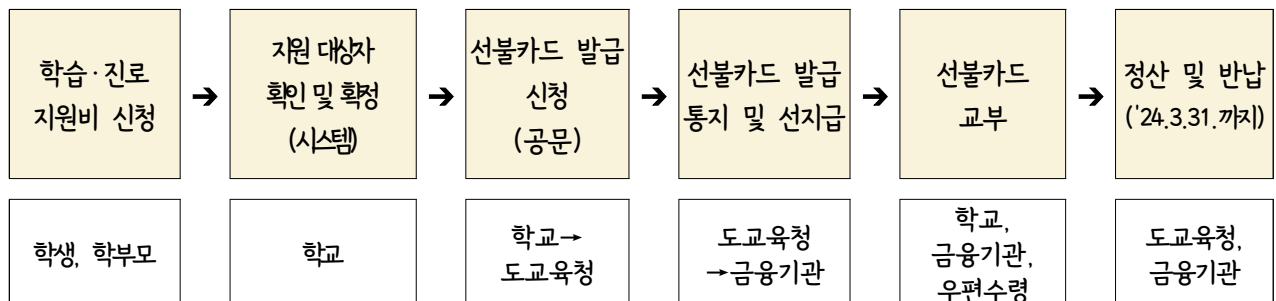 학습·진로
지원비 신청
➔
지원 대상자
확인 및 확정
(시스템)
➔
선불카드 발급
신청
(공문)
➔
선불카드 발급
통지 및 선지급
➔
선불카드
교부
➔
정산 및 반납
('24.3.31.까지)
학생, 학부모
학교
학교→
도교육청
도교육청
→금융기관
학교,
금융기관,
우편수령
도교육청,
금융기관